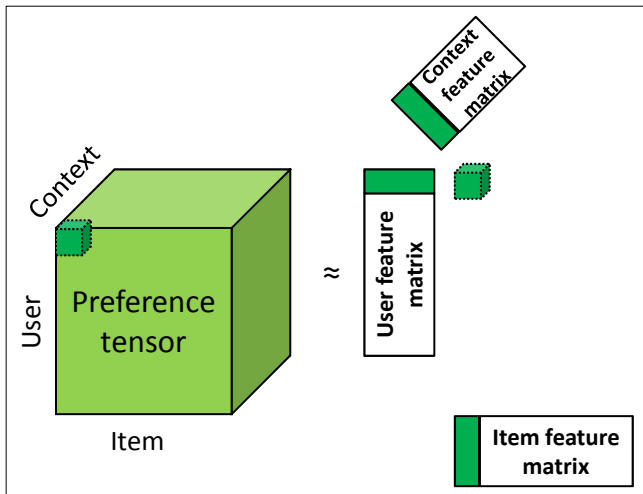 Context
feature
matrix
Context
User
Preference
tensor
≈
User feature
matrix
Item
Item feature
matrix